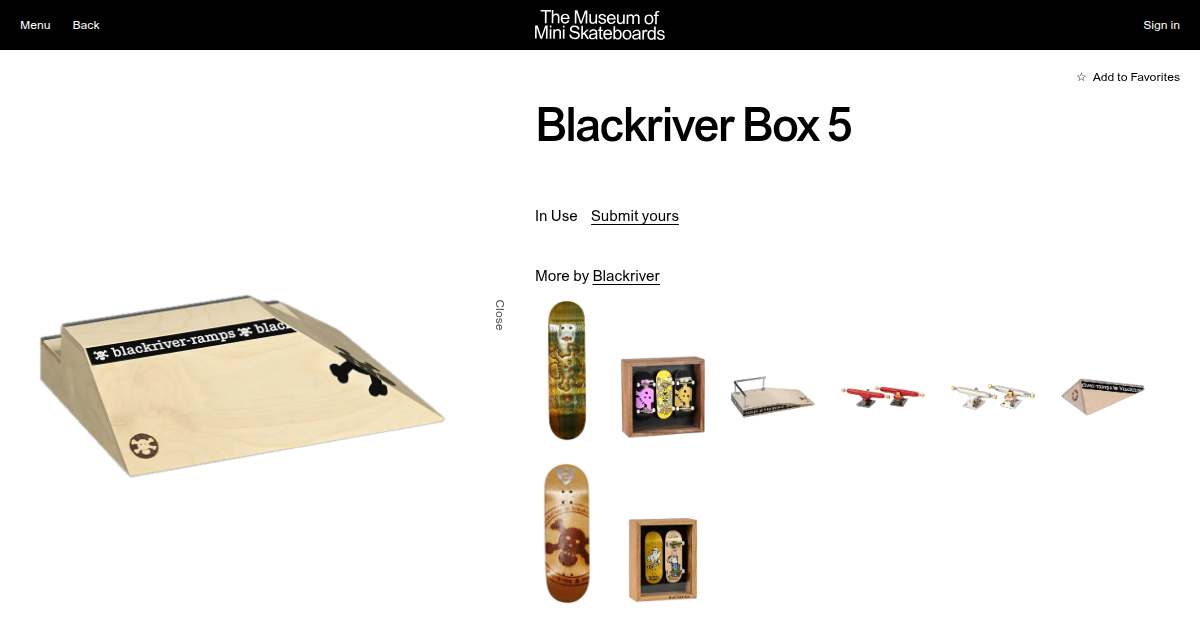 Menu
Back
The Museum of
Mini Skateboards
Sign in
☆ Add to Favorites
Blackriver Box 5
In Use Submit yours
More by Blackriver
Close
blackriver-ramps black